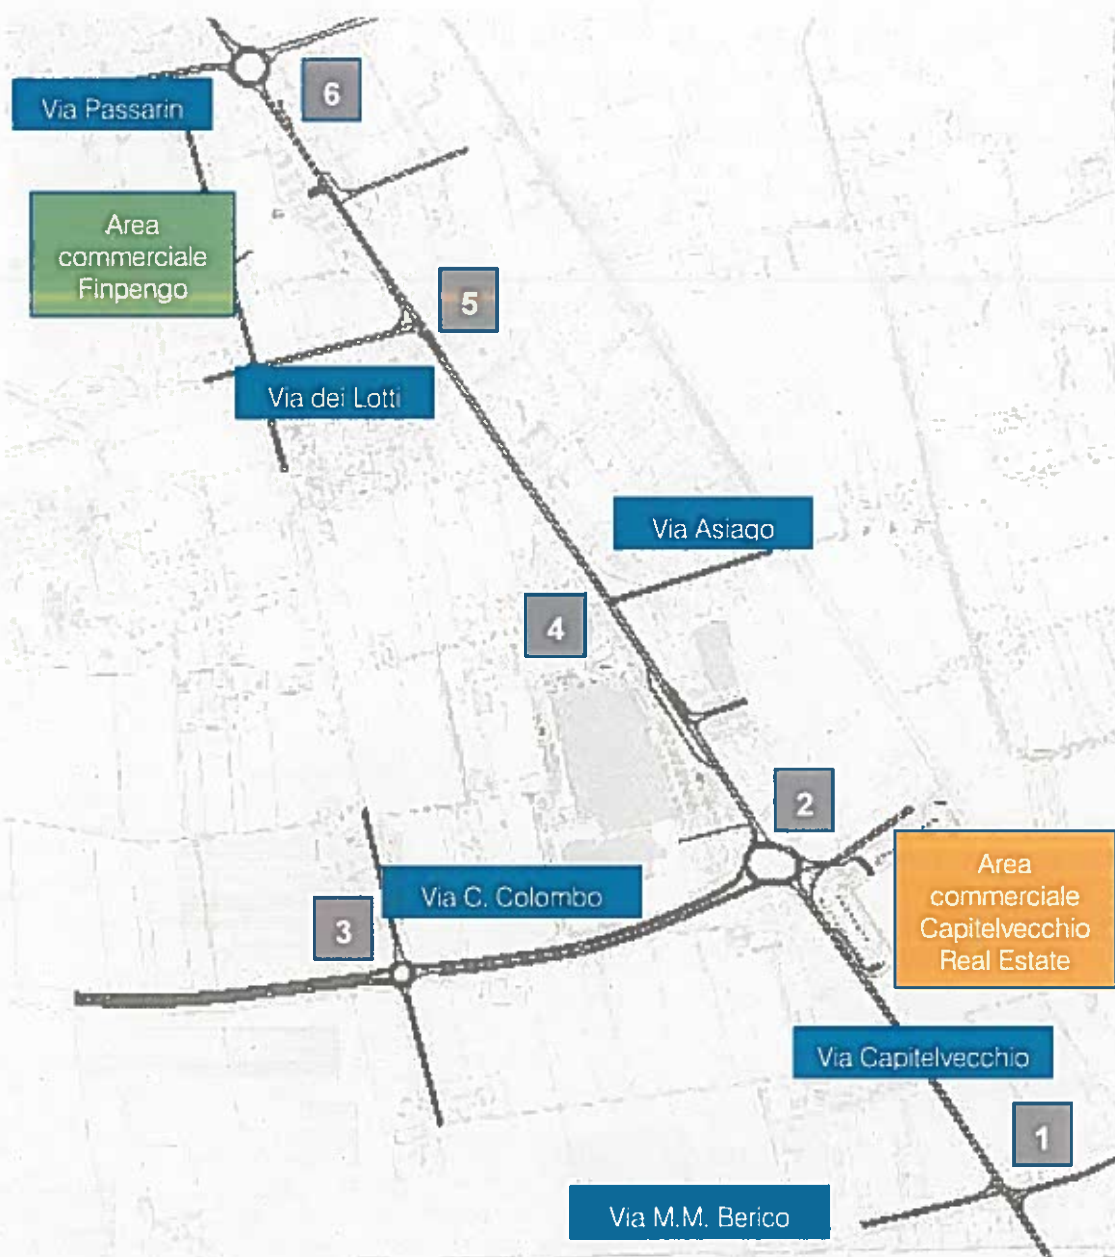 6
Via Passarin
Area
commerciale
Finpengo
5
Via dei Lotti
Via Asiago
4
2
Area
commerciale
Capitelvecchio
Real Estate
Via C. Colombo
3
Via Capitelvecchio
1
Via M.M. Berico